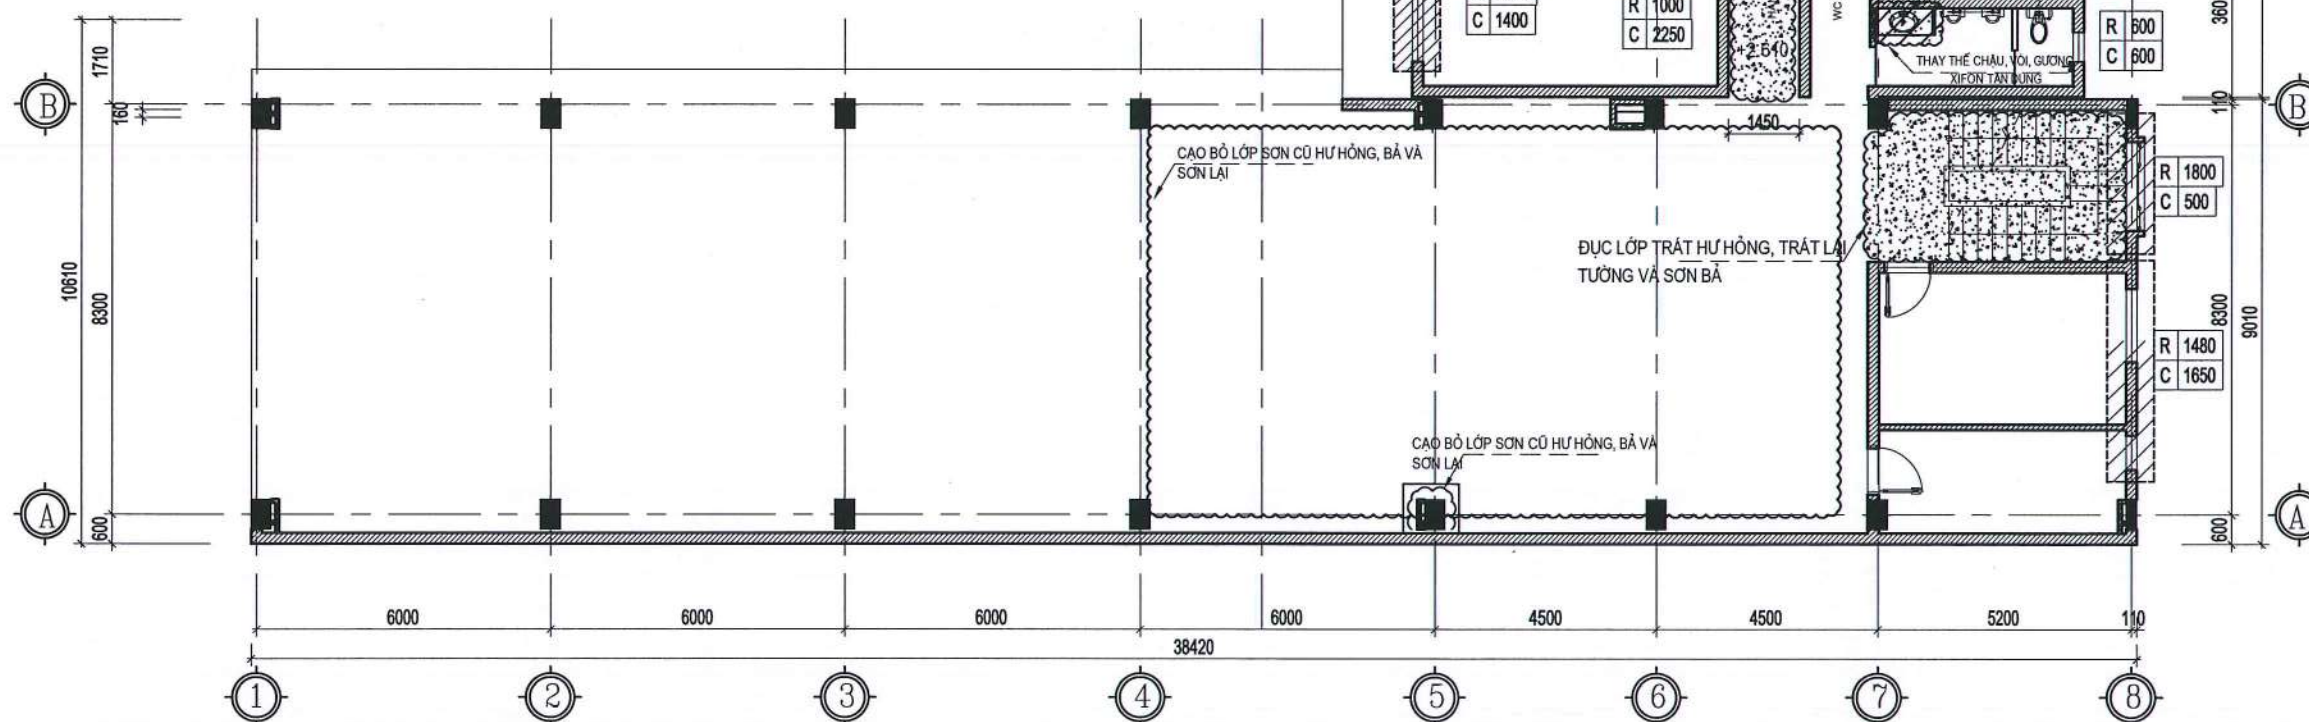 C 1400
R 1000
C 2250
+2.640
WC
R 600
C 600
360
THAY THẾ CHẬU, VÒI, GƯƠNG
XIFON TẬN DỤNG
B
1710
160
110
B
1450
CẠO BỎ LỚP SƠN CŨ HƯ HỎNG, BẢ VÀ
SƠN LẠI
R 1800
C 500
ĐỤC LỚP TRÁT HƯ HỎNG, TRÁT LẠI
TƯỜNG VÀ SƠN BẢ
10610
8300
8300
9010
R 1480
C 1650
CẠO BỎ LỚP SƠN CŨ HƯ HỎNG, BẢ VÀ
SƠN LẠI
A
600
600
A
6000 6000 6000 6000 4500 4500 5200 110
38420
1 2 3 4 5 6 7 8